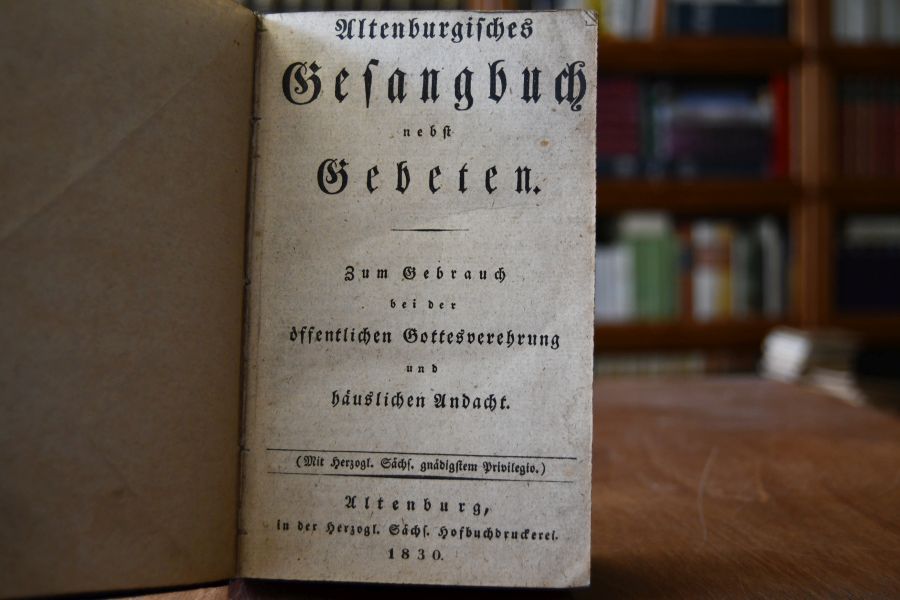 Altenburgiſches
Geſangbuch
nebſt
Gebeten.
Zum Gebrauch
bei der
öffentlichen Gottesverehrung
und
häuslichen Andacht.
(Mit Herzogl. Sächſ. gnädigſtem Privilegio.)
Altenburg,
in der Herzogl. Sächſ. Hofbuchdruckerei.
1830.